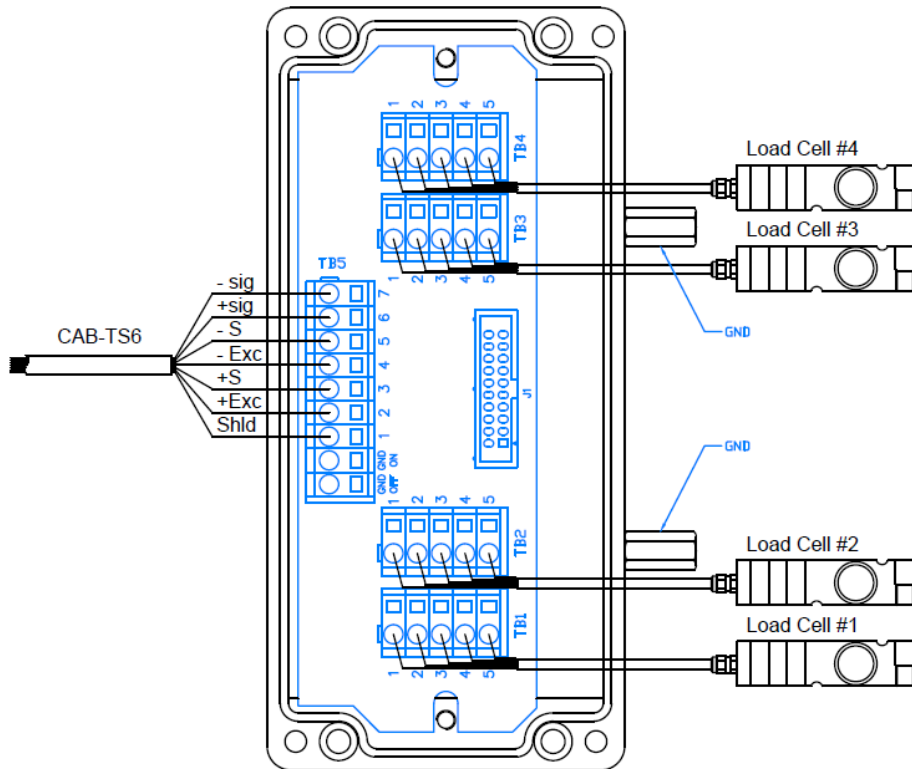 1 2 3 4 5
TB4
Load Cell #4
TB3
Load Cell #3
1 2 3 4 5
GND
TB5
- sig 7
+sig 6
- S 5
CAB-TS6
- Exc 4
+S 3
+Exc 2
Shld 1
GND ON
GND OFF
J1
GND
1 2 3 4 5
TB2
Load Cell #2
TB1
Load Cell #1
1 2 3 4 5